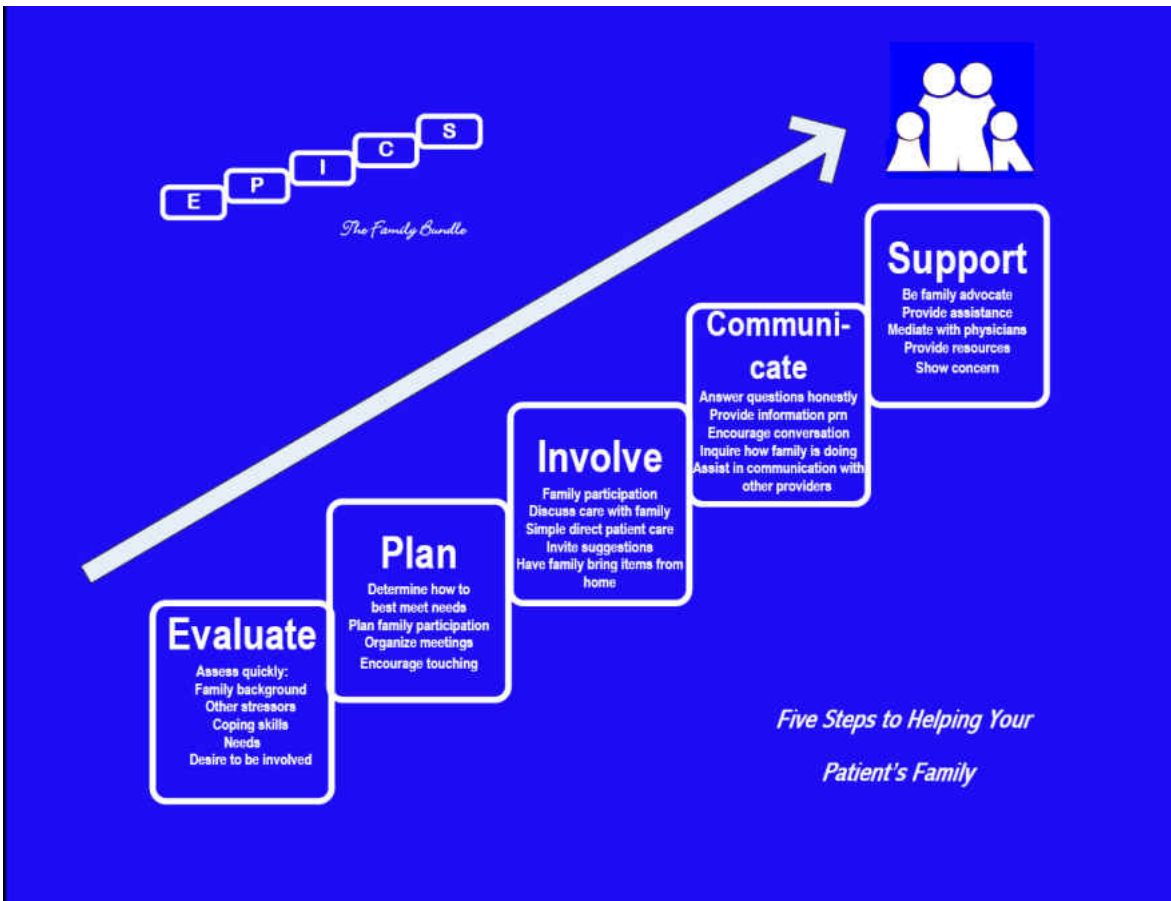 E P I C S
The Family Bundle
Evaluate
Assess quickly:
Family background
Other stressors
Coping skills
Needs
Desire to be involved
Plan
Determine how to
best meet needs
Plan family participation
Organize meetings
Encourage touching
Involve
Family participation
Discuss care with family
Simple direct patient care
Invite suggestions
Have family bring items from
home
Communi-
cate
Answer questions honestly
Provide information prn
Encourage conversation
Inquire how family is doing
Assist in communication with
other providers
Support
Be family advocate
Provide assistance
Mediate with physicians
Provide resources
Show concern
Five Steps to Helping Your
Patient's Family